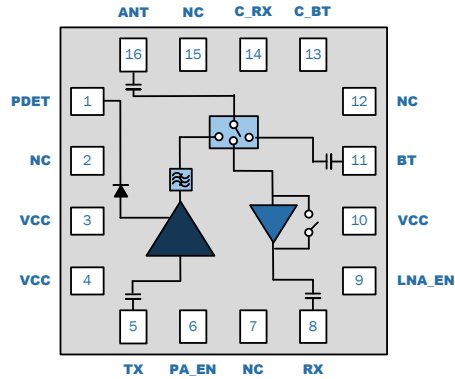 ANT NC C_RX C_BT
16 15 14 13
PDET 1 12 NC
NC 2 11 BT
VCC 3 10 VCC
VCC 4 9 LNA_EN
5 6 7 8
TX PA_EN NC RX